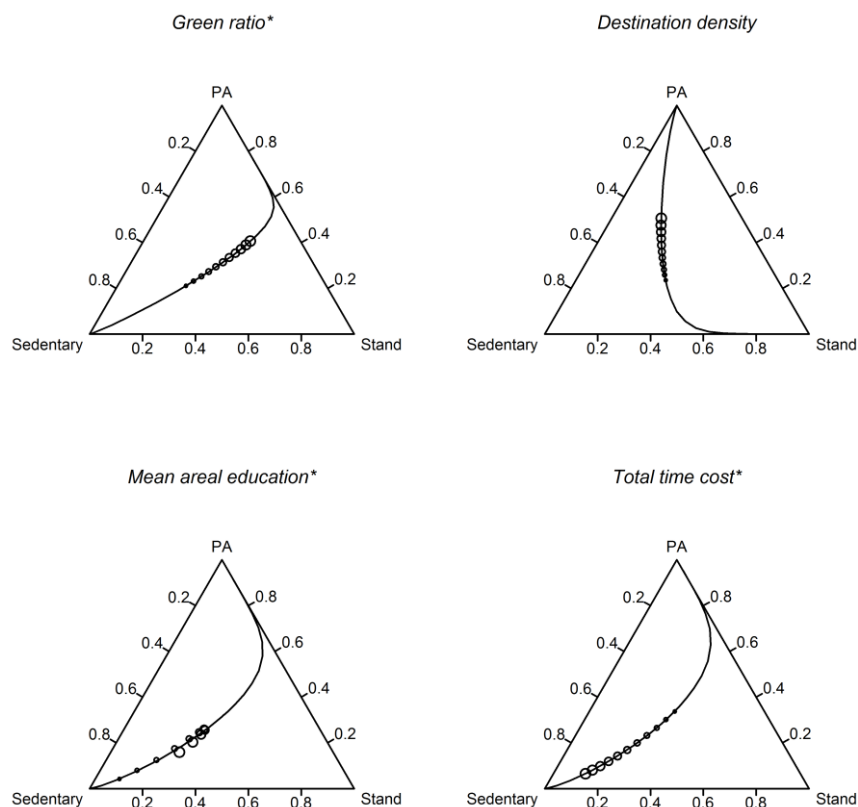 Green ratio*
PA
0.2 0.8
0.4 0.6
0.6 0.4
0.8 0.2
Sedentary Stand
0.2 0.4 0.6 0.8
Destination density
PA
0.2 0.8
0.4 0.6
0.6 0.4
0.8 0.2
Sedentary Stand
0.2 0.4 0.6 0.8
Mean areal education*
PA
0.2 0.8
0.4 0.6
0.6 0.4
0.8 0.2
Sedentary Stand
0.2 0.4 0.6 0.8
Total time cost*
PA
0.2 0.8
0.4 0.6
0.6 0.4
0.8 0.2
Sedentary Stand
0.2 0.4 0.6 0.8